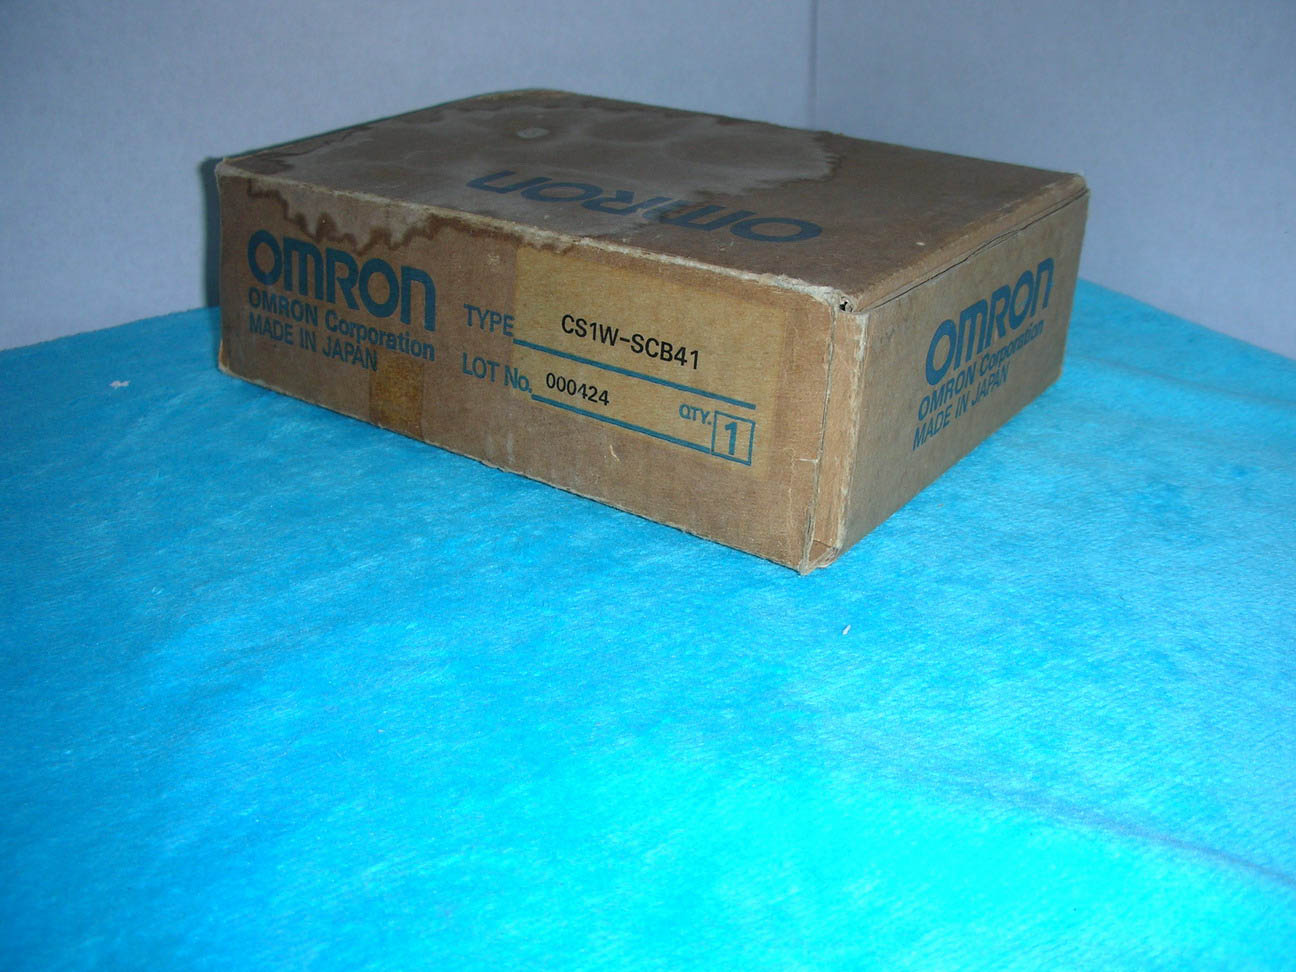 OMRON
OMRON
OMRON Corporation
MADE IN JAPAN
TYPE CS1W-SCB41
LOT No. 000424
QTY. 1
OMRON
OMRON Corporation
MADE IN JAPAN